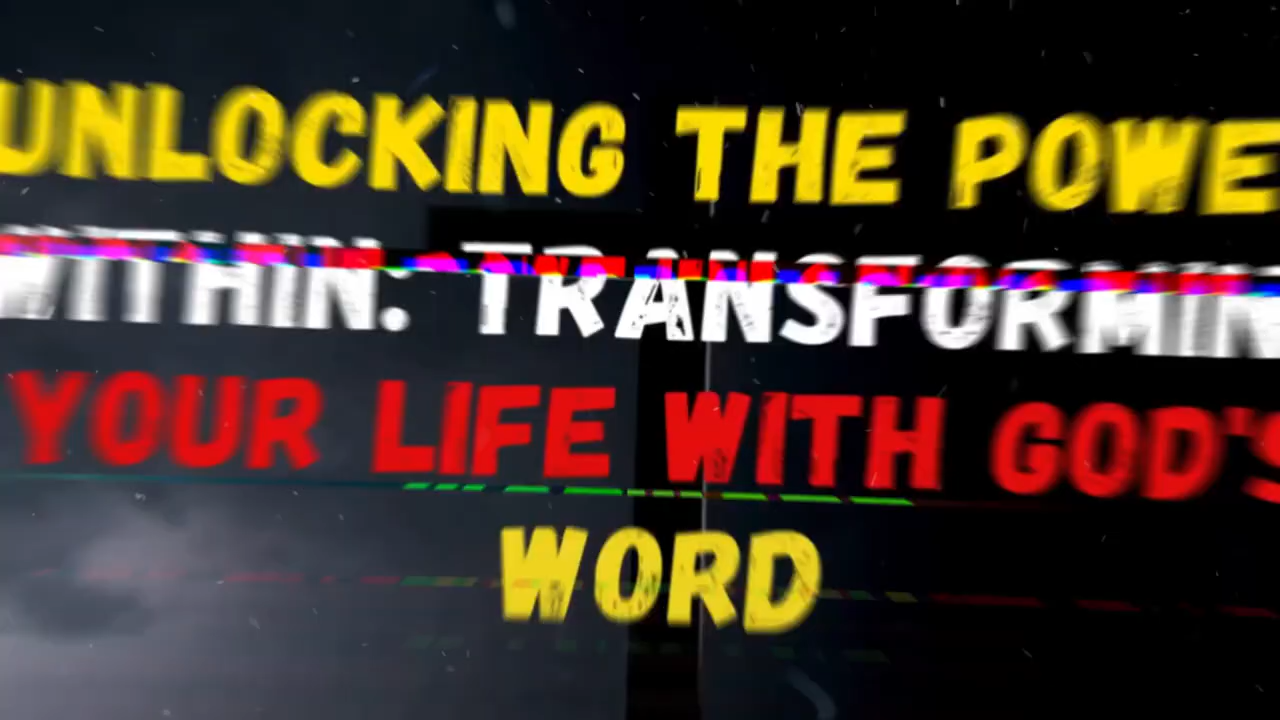 UNLOCKING THE POWE
WITHIN: TRANSFORMIN
YOUR LIFE WITH GOD'S
WORD